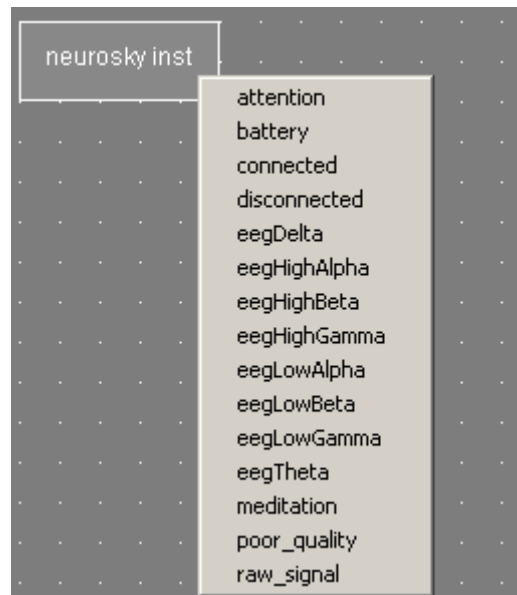 neurosky inst
attention
battery
connected
disconnected
eegDelta
eegHighAlpha
eegHighBeta
eegHighGamma
eegLowAlpha
eegLowBeta
eegLowGamma
eegTheta
meditation
poor_quality
raw_signal